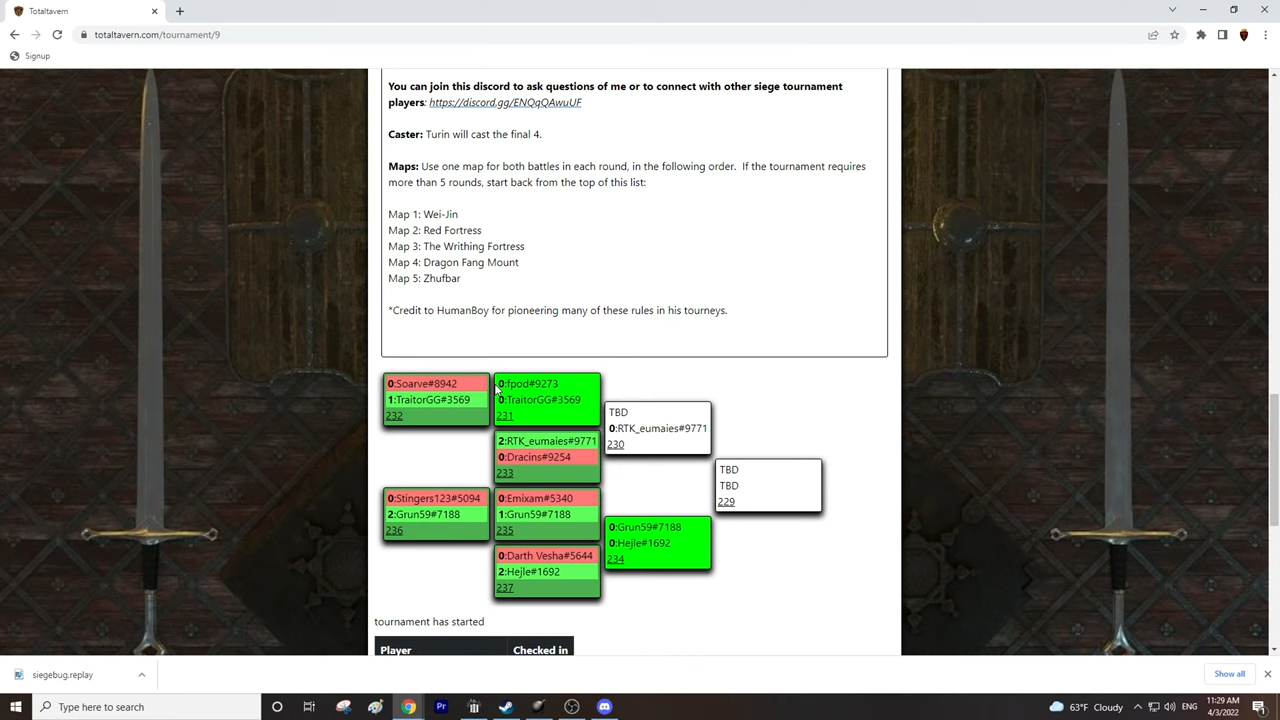 Totaltavern
totaltavern.com/tournament/9
Signup
You can join this discord to ask questions of me or to connect with other siege tournament
players: https://discord.gg/ENQqQAwuUF
Caster: Turin will cast the final 4.
Maps: Use one map for both battles in each round, in the following order. If the tournament requires
more than 5 rounds, start back from the top of this list:
Map 1: Wei-Jin
Map 2: Red Fortress
Map 3: The Writhing Fortress
Map 4: Dragon Fang Mount
Map 5: Zhufbar
*Credit to HumanBoy for pioneering many of these rules in his tourneys.
0:Soarve#8942
1:TraitorGG#3569
232
0:fpod#9273
0:TraitorGG#3569
231
TBD
0:RTK_eumaies#9771
230
2:RTK_eumaies#9771
0:Dracins#9254
233
TBD
TBD
229
0:Stingers123#5094
2:Grun59#7188
236
0:Emixam#5340
1:Grun59#7188
235
0:Grun59#7188
0:Hejle#1692
234
0:Darth Vesha#5644
2:Hejle#1692
237
tournament has started
Player Checked in
siegebug.replay
Show all
Type here to search
63°F Cloudy
ENG
11:29 AM
4/3/2022